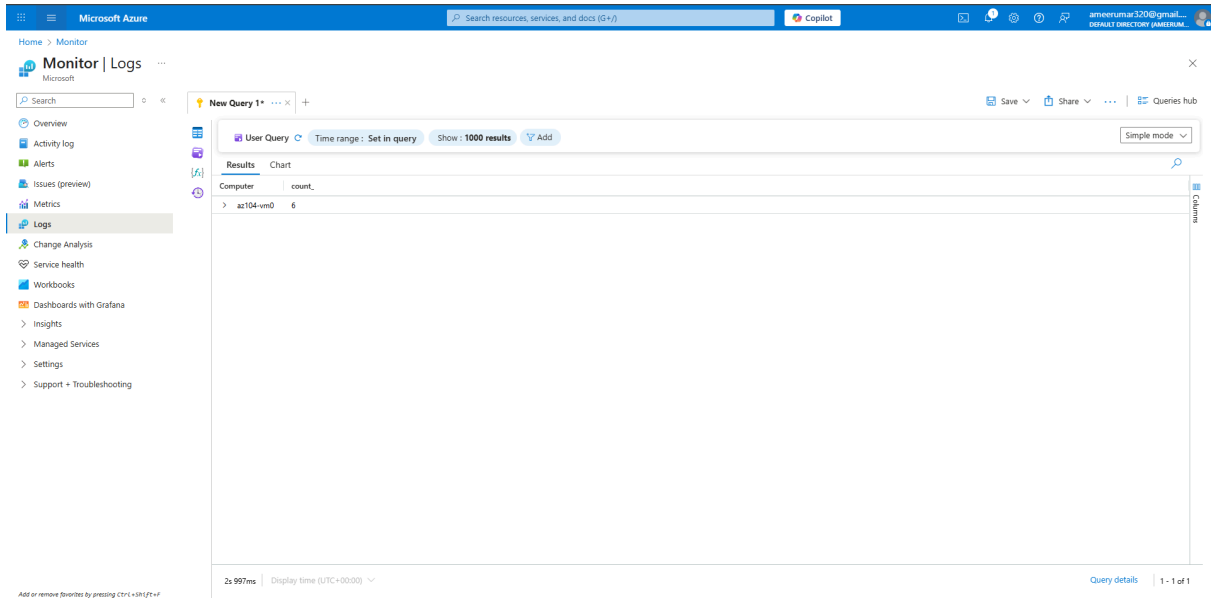 Microsoft Azure
Search resources, services, and docs (G+/)
Copilot
1
ameerumar320@gmail....
DEFAULT DIRECTORY (AMEERUM...
Home > Monitor
Monitor | Logs ...
Microsoft
Search
New Query 1* ...
Save
Share
...
Queries hub
Overview
Activity log
Alerts
Issues (preview)
Metrics
Logs
Change Analysis
Service health
Workbooks
Dashboards with Grafana
Insights
Managed Services
Settings
Support + Troubleshooting
User Query
Time range : Set in query
Show : 1000 results
Add
Simple mode
Results Chart
Computer count_
az104-vm0 6
Columns
2s 997ms Display time (UTC+00:00)
Query details 1 - 1 of 1
Add or remove favorites by pressing Ctrl+Shift+F